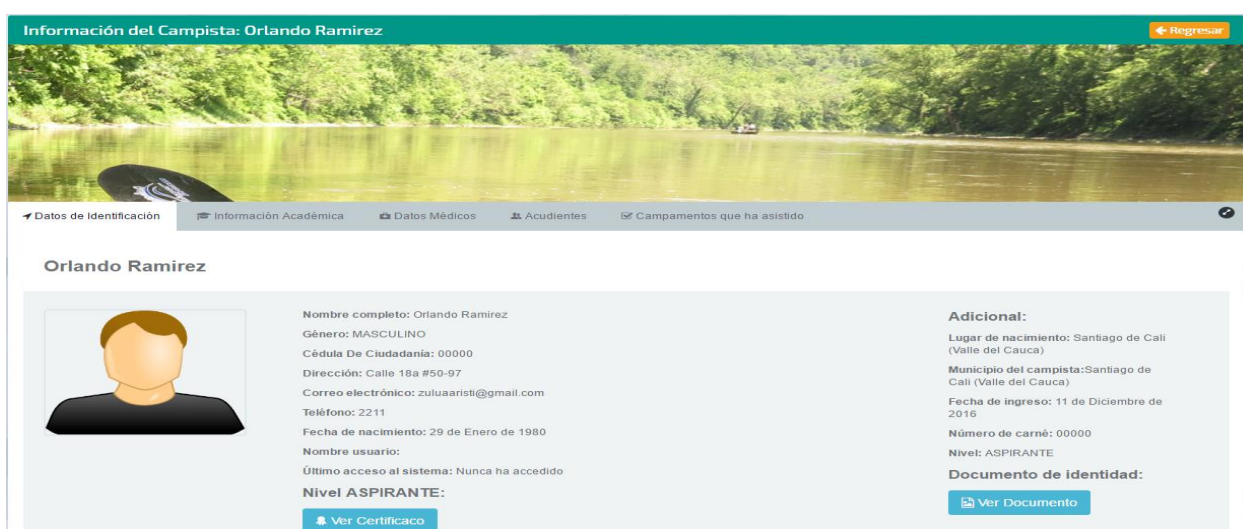 Información del Campista: Orlando Ramirez
Regresar
Datos de Identificación
Información Académica
Datos Médicos
Acudientes
Campamentos que ha asistido
Orlando Ramirez
Nombre completo: Orlando Ramirez
Género: MASCULINO
Cédula De Ciudadanía: 00000
Dirección: Calle 18a #50-97
Correo electrónico: zuluaaristi@gmail.com
Teléfono: 2211
Fecha de nacimiento: 29 de Enero de 1980
Nombre usuario:
Último acceso al sistema: Nunca ha accedido
Nivel ASPIRANTE:
Ver Certificaco
Adicional:
Lugar de nacimiento: Santiago de Cali
(Valle del Cauca)
Municipio del campista:Santiago de
Cali (Valle del Cauca)
Fecha de ingreso: 11 de Diciembre de
2016
Número de carné: 00000
Nivel: ASPIRANTE
Documento de identidad:
Ver Documento